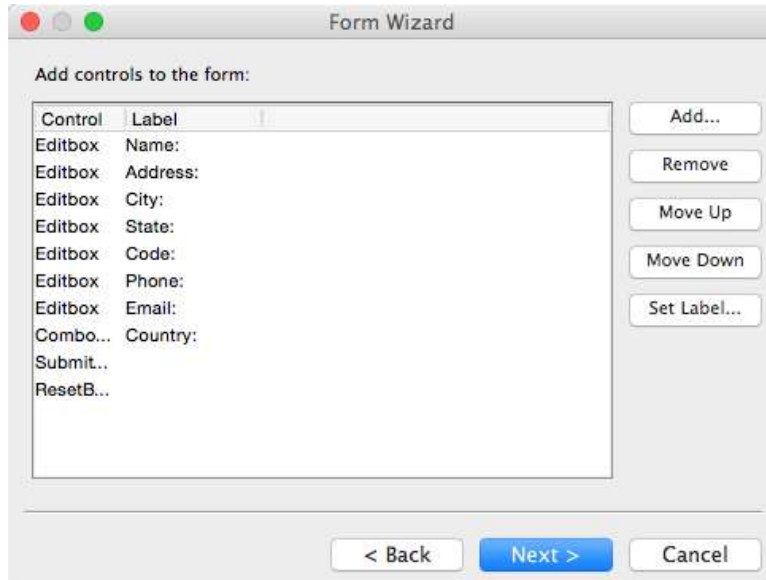 Form Wizard
Add controls to the form:
Control Label
Editbox Name:
Editbox Address:
Editbox City:
Editbox State:
Editbox Code:
Editbox Phone:
Editbox Email:
Combo... Country:
Submit...
ResetB...
Add...
Remove
Move Up
Move Down
Set Label...
< Back Next > Cancel